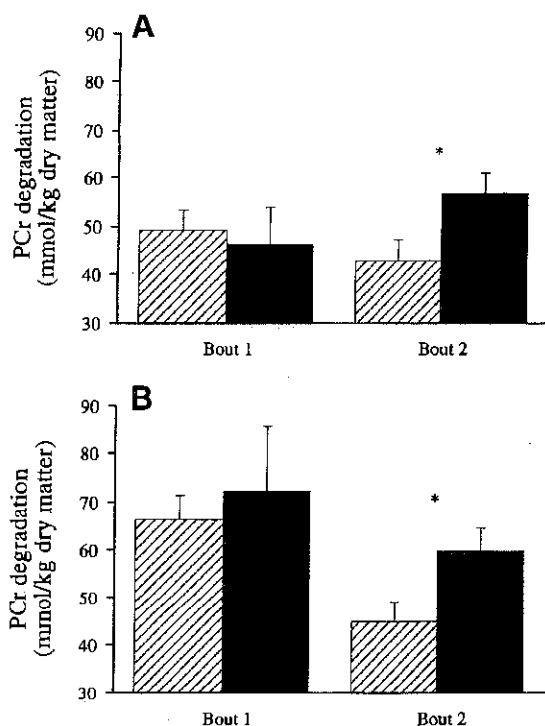 A
90
80
70
60
50
40
30
PCr degradation
(mmol/kg dry matter)
*
Bout 1 Bout 2
B
90
80
70
60
50
40
30
PCr degradation
(mmol/kg dry matter)
*
Bout 1 Bout 2